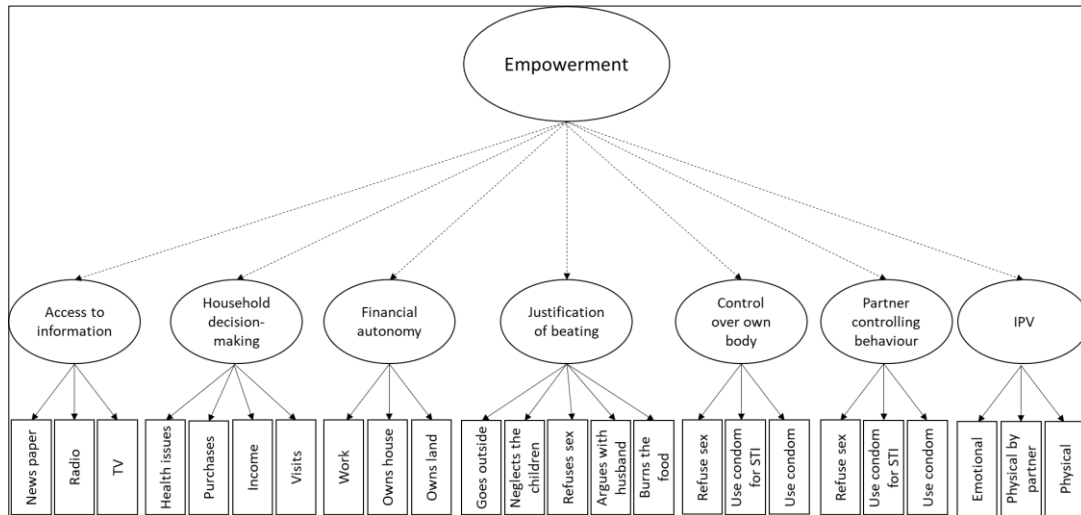 Empowerment
Access to
information
Household
decision-
making
Financial
autonomy
Justification
of beating
Control
over own
body
Partner
controlling
behaviour
IPV
News paper
Radio
TV
Health issues
Purchases
Income
Visits
Work
Owns house
Owns land
Goes outside
Neglects the
children
Refuses sex
Argues with
husband
Burns the
food
Refuse sex
Use condom
for STI
Use condom
Refuse sex
Use condom
for STI
Use condom
Emotional
Physical by
partner
Physical